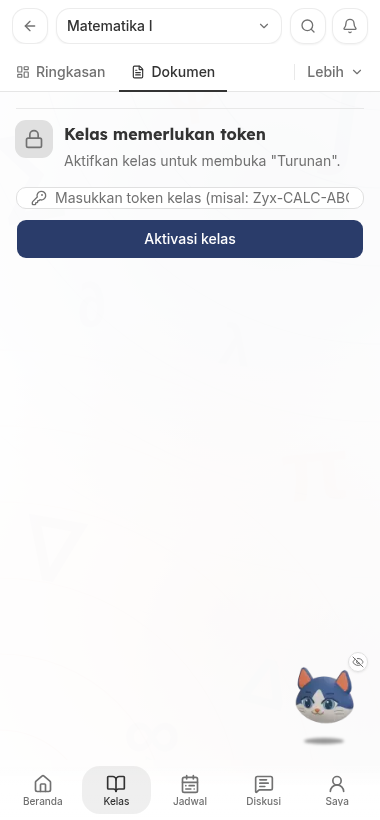 Matematika I
Ringkasan
Dokumen
Lebih
Kelas memerlukan token
Aktifkan kelas untuk membuka "Turunan".
Masukkan token kelas (misal: Zyx-CALC-ABC
Aktivasi kelas
Beranda
Kelas
Jadwal
Diskusi
Saya